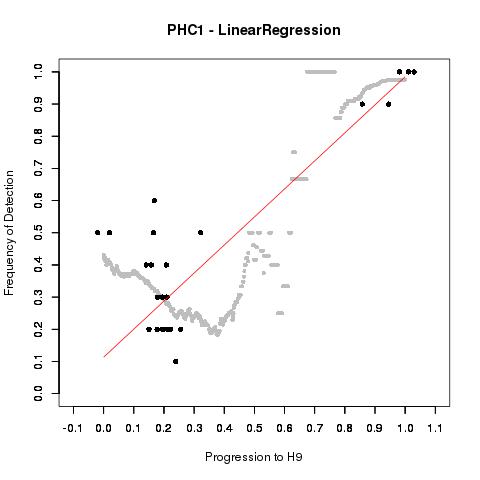 PHC1 - LinearRegression
Frequency of Detection
1.0
0.9
0.8
0.7
0.6
0.5
0.4
0.3
0.2
0.1
0.0
-0.1 0.0 0.1 0.2 0.3 0.4 0.5 0.6 0.7 0.8 0.9 1.0 1.1
Progression to H9